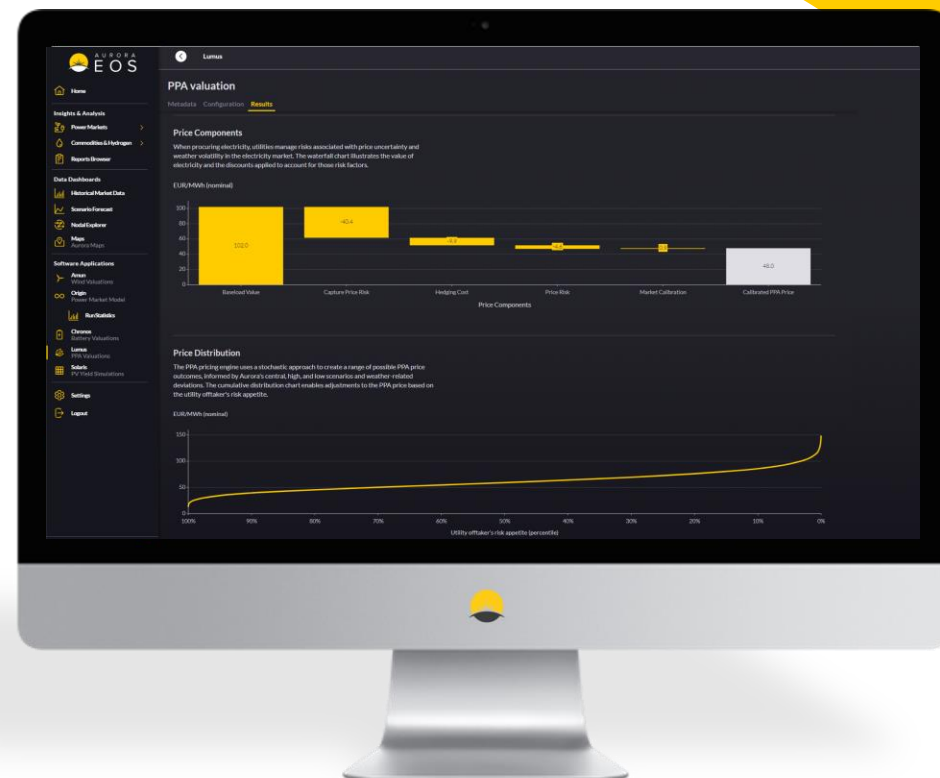 AURORA
EOS
Home
Insights & Analysis
Power Markets
Commodities & Hydrogen
Reports Browser
Data Dashboards
Historical Market Data
Scenario Forecast
Nodal Explorer
Maps
Aurora Maps
Software Applications
Amun
Wind Valuations
Origin
Power Market Model
Run Statistics
Chronos
Battery Valuations
Lumus
PPA Valuations
Solaris
PV Yield Simulations
Settings
Logout
Lumus
PPA valuation
Metadata Configuration Results
Price Components
When procuring electricity, utilities manage risks associated with price uncertainty and
weather volatility in the electricity market. The waterfall chart illustrates the value of
electricity and the discounts applied to account for those risk factors.
EUR/MWh (nominal)
100
80
60
40
20
0
102.0
-40.4
48.0
Baseload Value Capture Price Risk Hedging Cost Price Risk Market Calibration Calibrated PPA Price
Price Components
Price Distribution
The PPA pricing engine uses a stochastic approach to create a range of possible PPA price
outcomes, informed by Aurora's central, high, and low scenarios and weather-related
deviations. The cumulative distribution chart enables adjustments to the PPA price based on
the utility offtaker's risk appetite.
EUR/MWh (nominal)
150
100
50
0
100% 90% 80% 70% 60% 50% 40% 30% 20% 10% 0%
Utility offtaker's risk appetite (percentile)